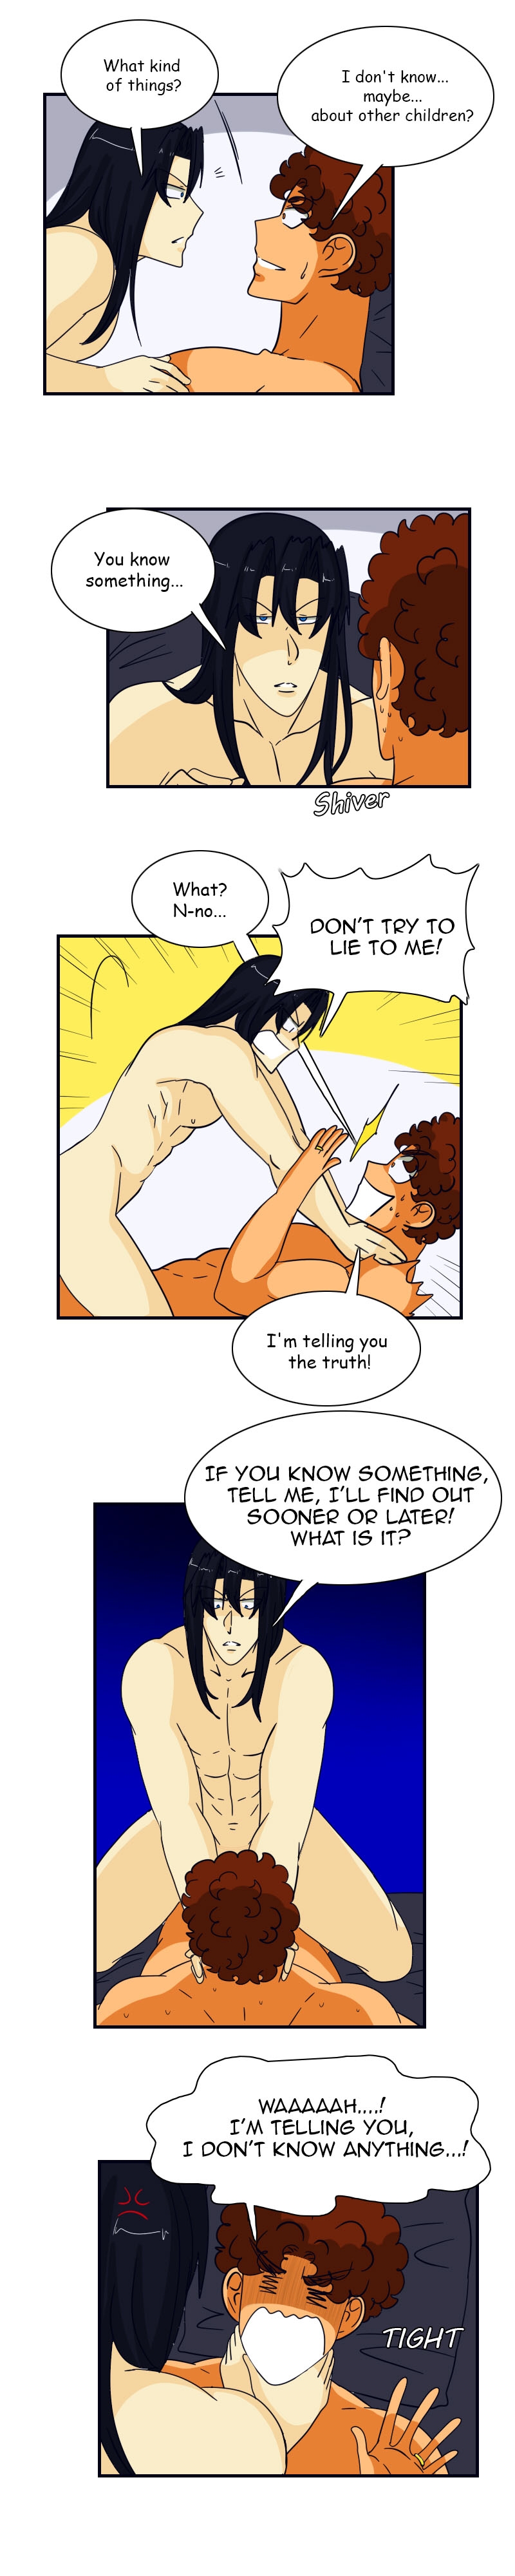 What kind
of things?
I don't know...
maybe...
about other children?
You know
something...
Shiver
What?
N-no...
DON'T TRY TO
LIE TO ME!
I'm telling you
the truth!
IF YOU KNOW SOMETHING,
TELL ME, I'LL FIND OUT
SOONER OR LATER!
WHAT IS IT?
WAAAAAH....!
I'M TELLING YOU,
I DON'T KNOW ANYTHING...!
TIGHT